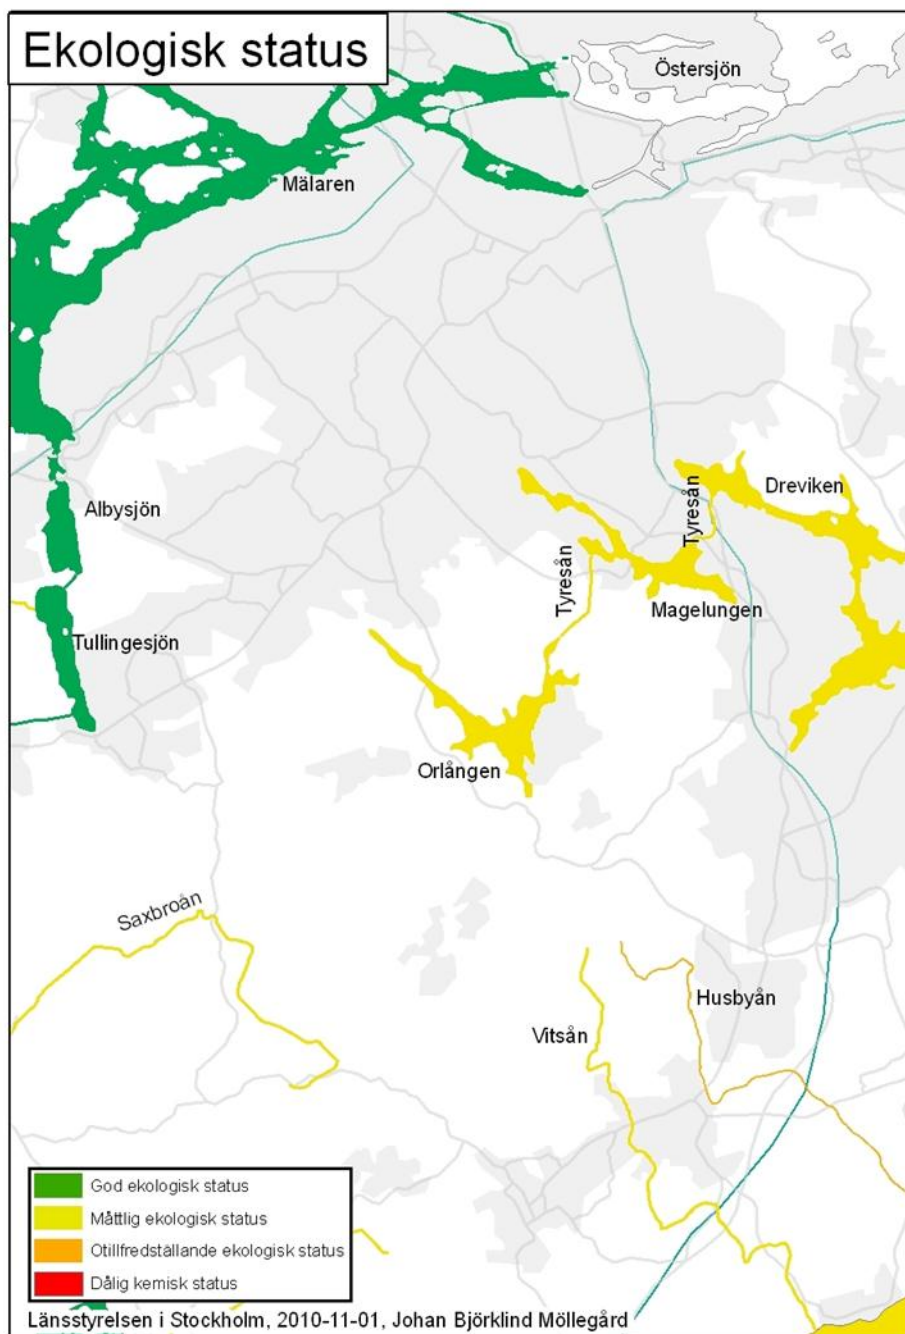 Ekologisk status
Östersjön
Mälaren
Albysjön
Tyresån
Dreviken
Tyresån
Magelungen
Tullingesjön
Orlången
Saxbroån
Husbyån
Vitsån
God ekologisk status
Måttlig ekologisk status
Otillfredställande ekologisk status
Dålig kemisk status
Länsstyrelsen i Stockholm, 2010-11-01, Johan Björklind Möllegård